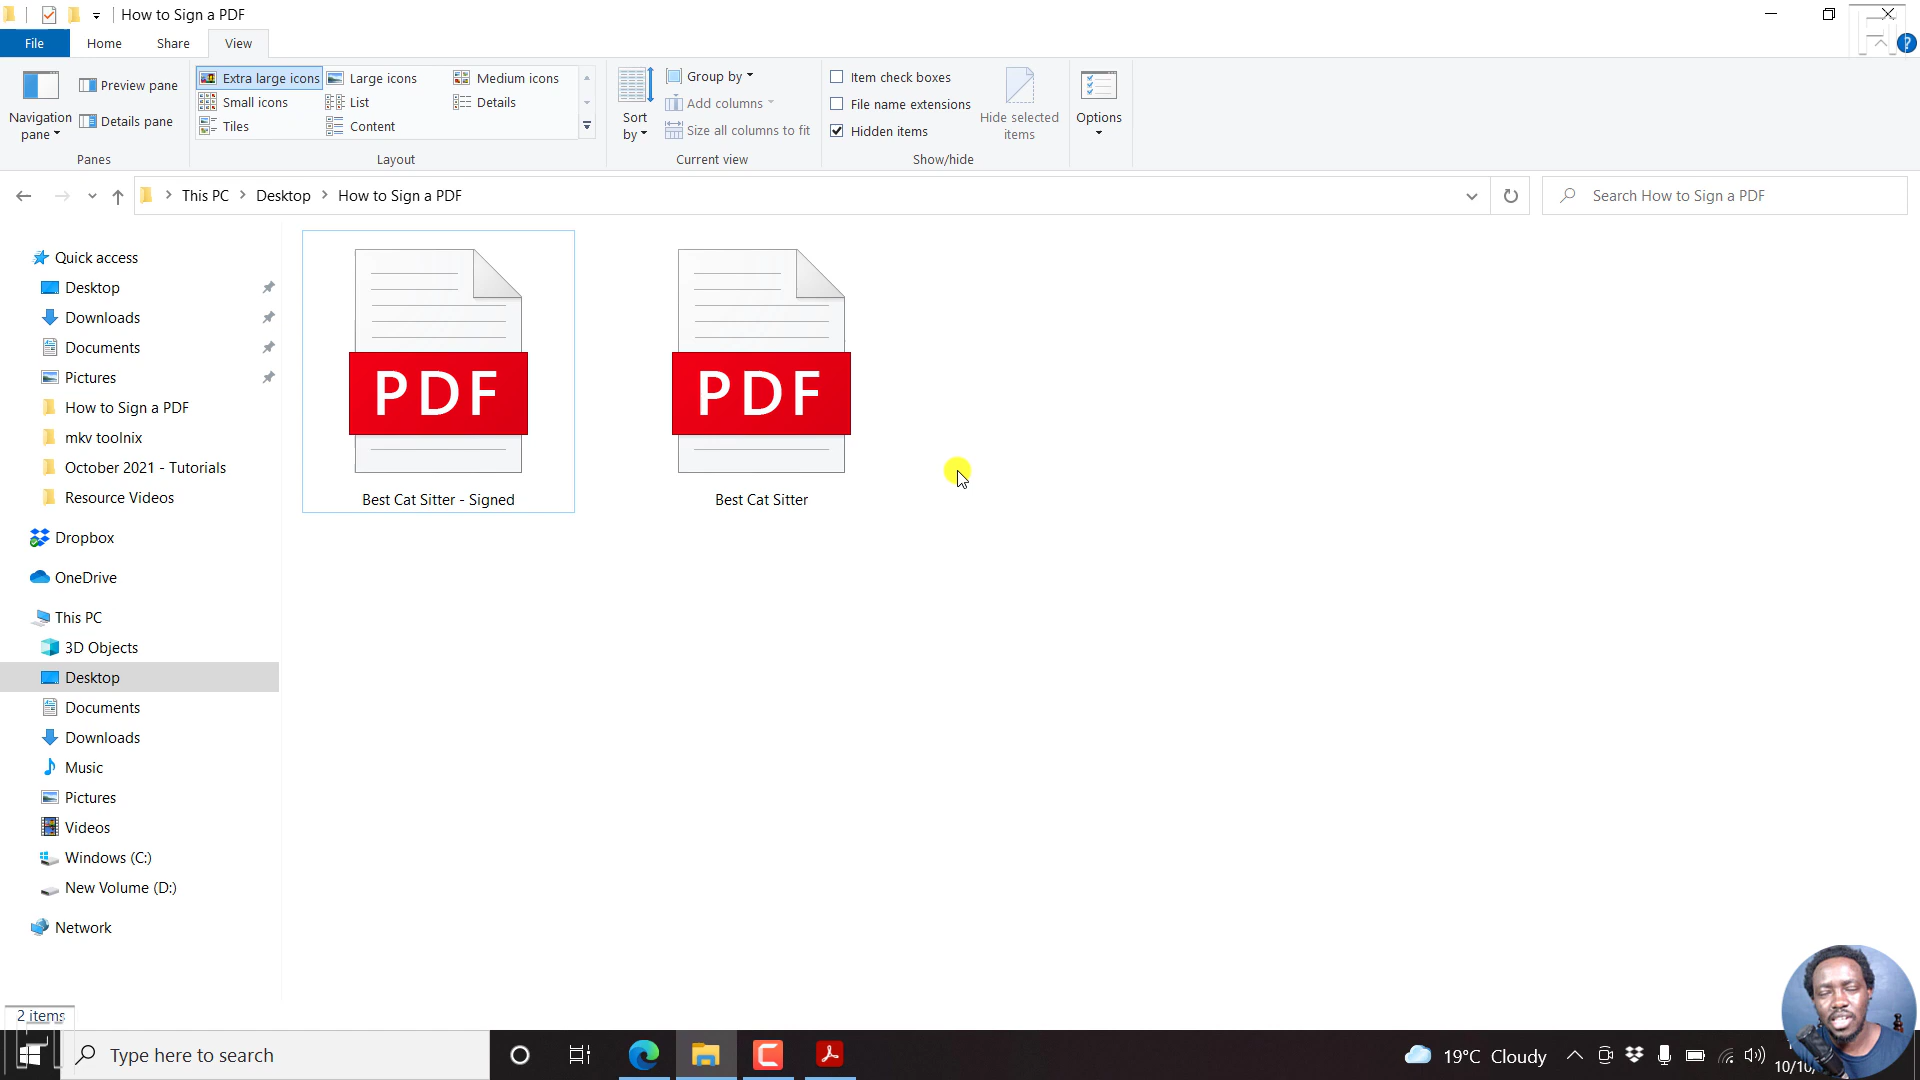 How to Sign a PDF
File
Home
Share
View
Navigation pane
Preview pane
Details pane
Panes
Extra large icons
Large icons
Medium icons
Small icons
List
Details
Tiles
Content
Layout
Sort by
Group by
Add columns
Size all columns to fit
Current view
Item check boxes
File name extensions
Hidden items
Hide selected items
Show/hide
Options
?
This PC
Desktop
How to Sign a PDF
Search How to Sign a PDF
Quick access
Desktop
Downloads
Documents
Pictures
How to Sign a PDF
mkv toolnix
October 2021 - Tutorials
Resource Videos
Dropbox
OneDrive
This PC
3D Objects
Desktop
Documents
Downloads
Music
Pictures
Videos
Windows (C:)
New Volume (D:)
Network
PDF
Best Cat Sitter - Signed
PDF
Best Cat Sitter
2 items
Type here to search
19°C Cloudy
10/10/